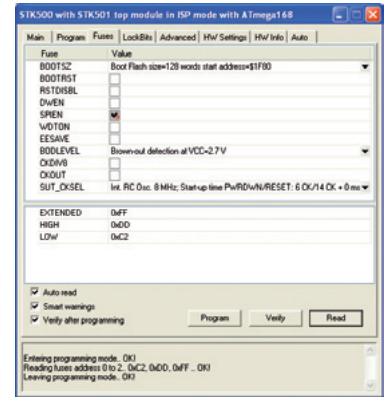 STK500 with STK501 top module in ISP mode with ATmega168
Main Program Fuses LockBits Advanced HW Settings HW Info Auto
Fuse Value
BOOTSZ Boot Flash size=128 words start address=$1F80
BOOTRST
RSTDISBL
DWEN
SPIEN
WDTON
EESAVE
BODLEVEL Brown-out detection at VCC=2.7 V
CKDIV8
CKOUT
SUT_CKSEL Int. RC Osc. 8 MHz; Start-up time PWRDWN/RESET: 6 CK/14 CK + 0 ms
EXTENDED 0xFF
HIGH 0xDD
LOW 0xC2
Auto read
Smart warnings
Verify after programming
Program Verify Read
Entering programming mode.. OK!
Reading fuses address 0 to 2.. 0xC2, 0xDD, 0xFF .. OK!
Leaving programming mode.. OK!